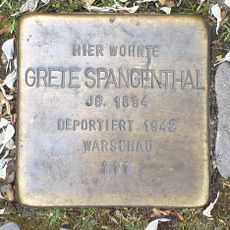 HIER WOHNTE
GRETE SPANGENTHAL
JG. 1894
DEPORTIERT 1942
WARSCHAU
???